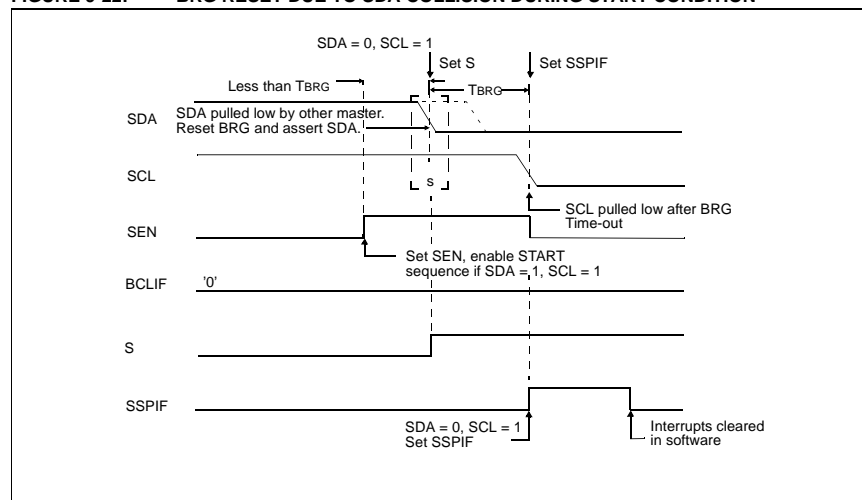 SDA = 0, SCL = 1
Set S
Set SSPIF
Less than TBRG
TBRG
SDA
SDA pulled low by other master.
Reset BRG and assert SDA.
SCL
S
SCL pulled low after BRG
Time-out
SEN
Set SEN, enable START
sequence if SDA = 1, SCL = 1
BCLIF
'0'
S
SSPIF
SDA = 0, SCL = 1
Set SSPIF
Interrupts cleared
in software